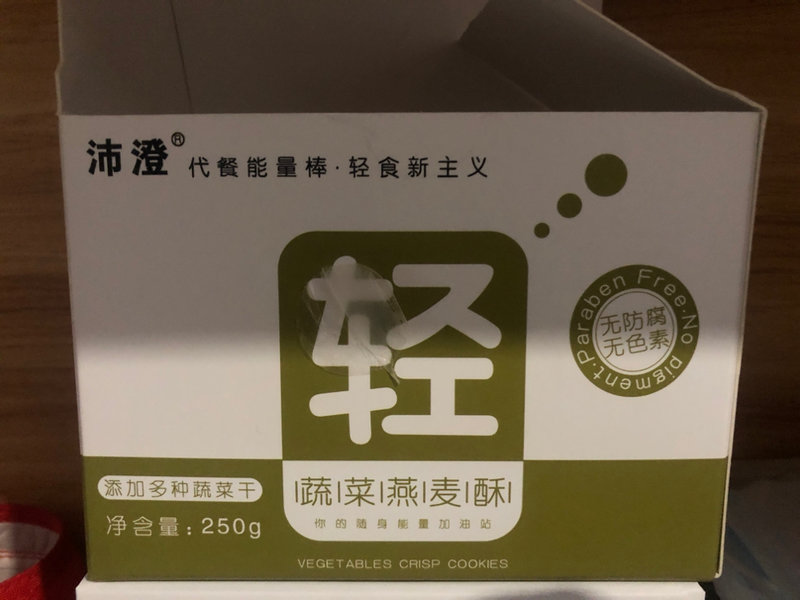 沛澄®
代餐能量棒·轻食新主义
轻
Paraben Free·No pigment·
无防腐
无色素
添加多种蔬菜干
净含量：250g
蔬|菜|燕|麦|酥
你的随身能量加油站
VEGETABLES CRISP COOKIES